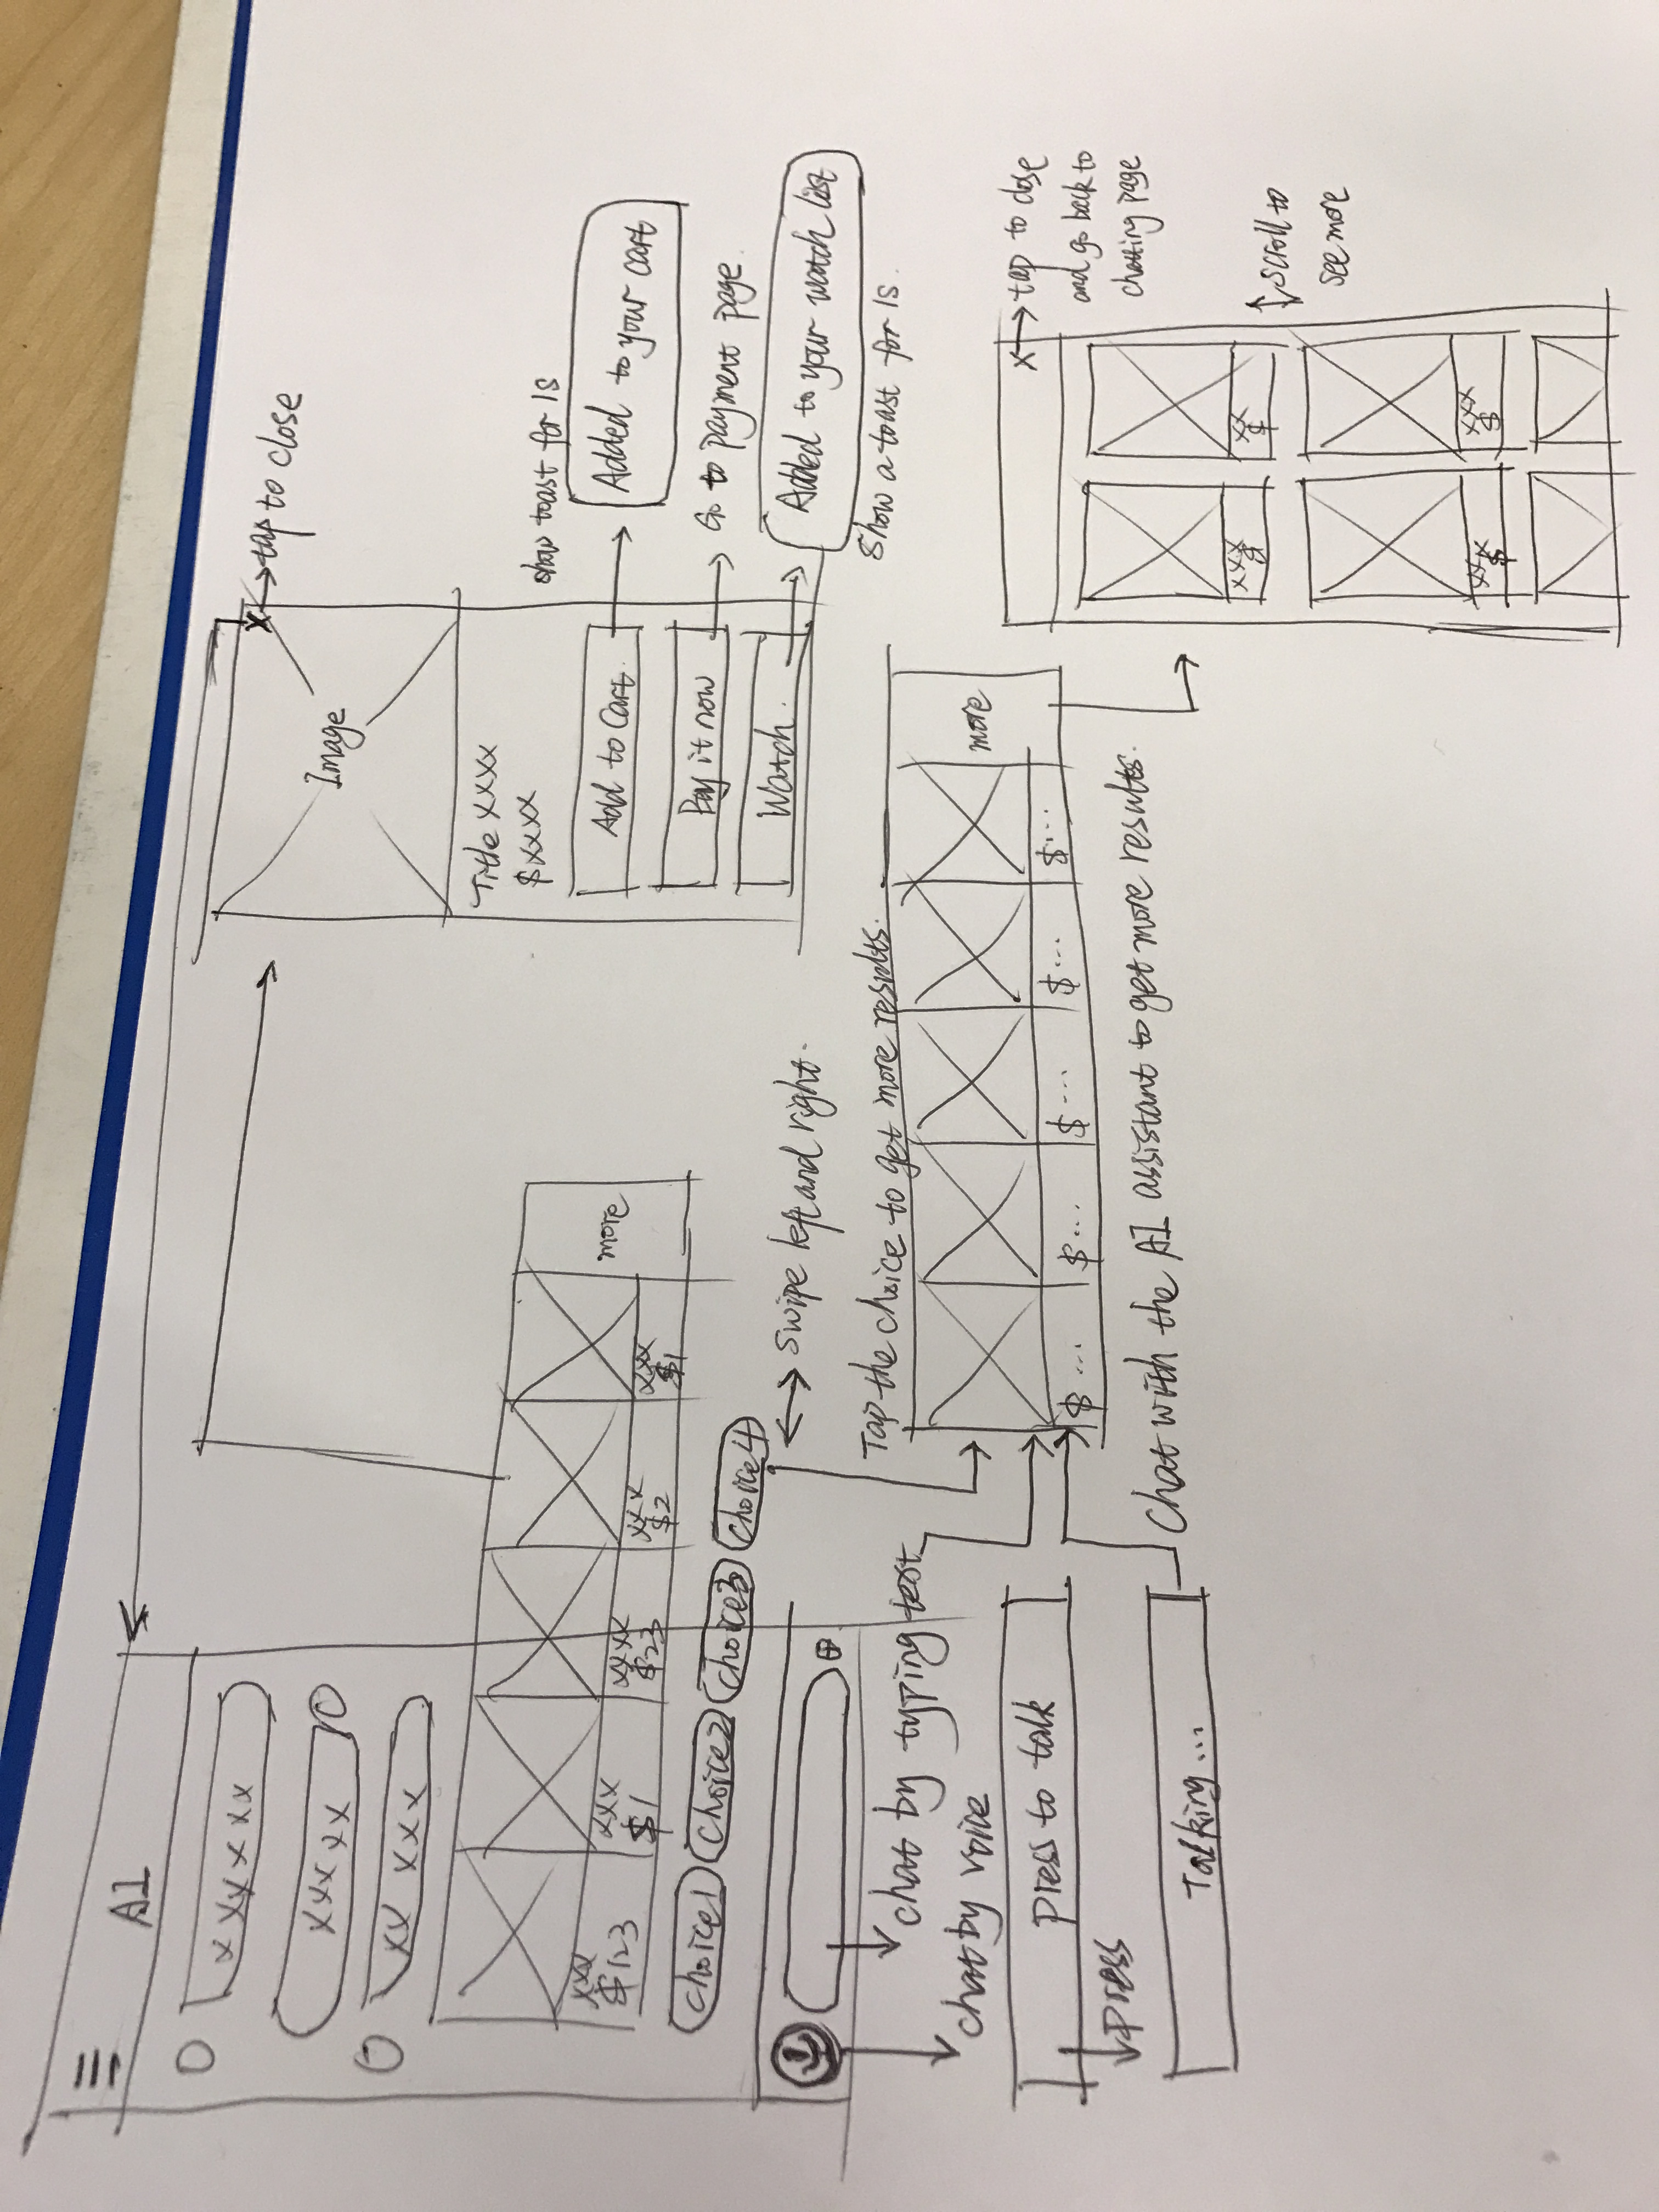 AI
x xy x xx
xxx xx
xx xxx
xxx
$123
xxx
$1
xxxx
$23
xxx
$2
xxx
$1
more
Choice1
Choice2
Choice3
Choice4
swipe left and right.
chat by typing text
chat by voice
Press to talk
Press
Talking...
Image
x
tap to close
Title xxxx
$xxxx
Add to Cart
Pay it now
Watch.
show toast for 1s
Added to your cart
Go to payment page.
Added to your watch list
Show a toast for 1s.
Tap the choice to get more results.
$...
$...
$...
$...
$...
more
Chat with the AI assistant to get more results.
x
tap to close
and go back to
chatting page
scroll to
see more
xxx
$
xx
$
xxx
$
xxx
$